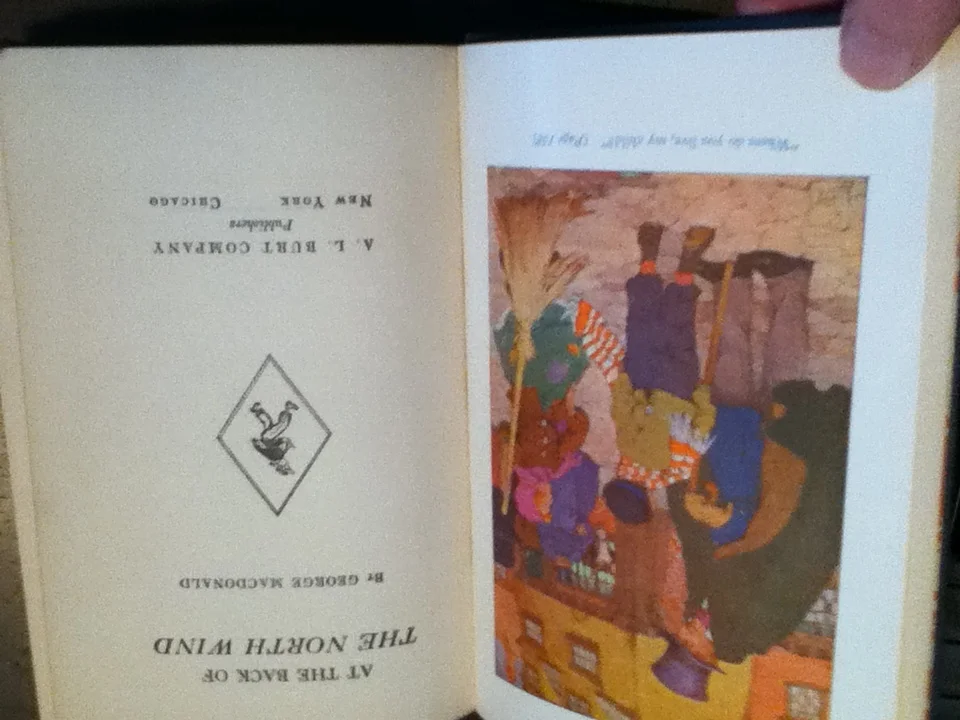 AT THE BACK OF
THE NORTH WIND
BY GEORGE MACDONALD
A. L. BURT COMPANY
Publishers
NEW YORK CHICAGO
"Where do you live, my child?" (Page 158)